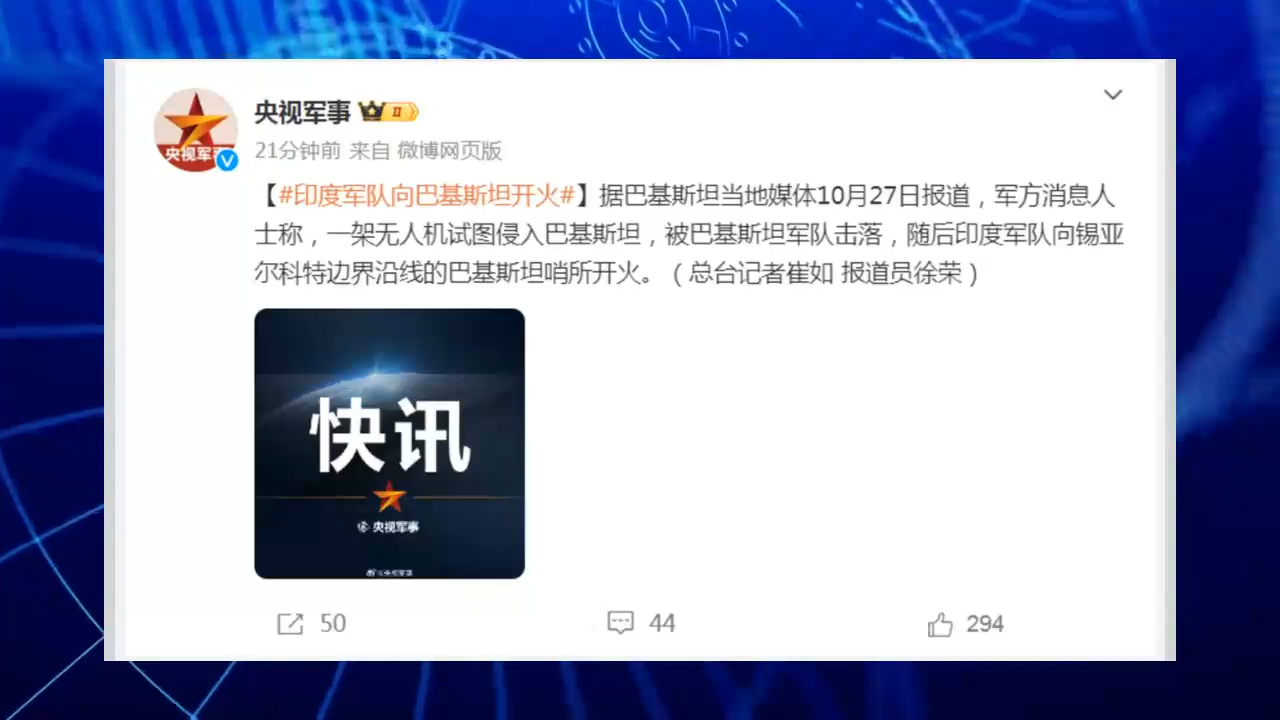 央视军事 II
21分钟前 来自 微博网页版
【#印度军队向巴基斯坦开火#】据巴基斯坦当地媒体10月27日报道，军方消息人
士称，一架无人机试图侵入巴基斯坦，被巴基斯坦军队击落，随后印度军队向锡亚
尔科特边界沿线的巴基斯坦哨所开火。（总台记者崔如 报道员徐荣）
央视军事
快讯
央视军事
50
44
294